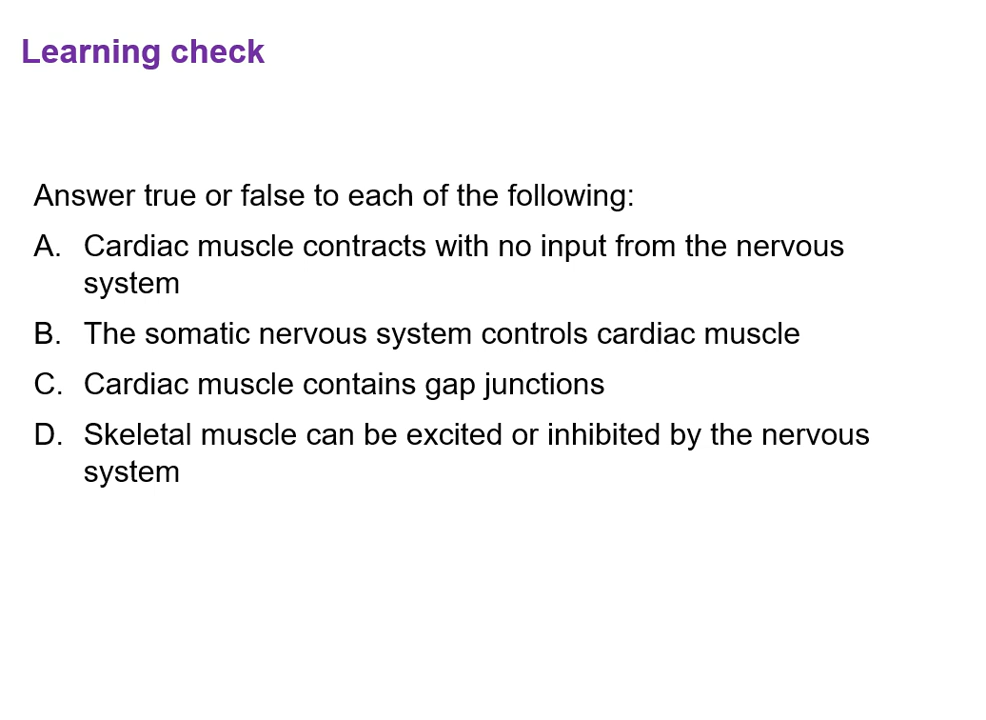 Learning check
Answer true or false to each of the following:
A. Cardiac muscle contracts with no input from the nervous
system
B. The somatic nervous system controls cardiac muscle
C. Cardiac muscle contains gap junctions
D. Skeletal muscle can be excited or inhibited by the nervous
system